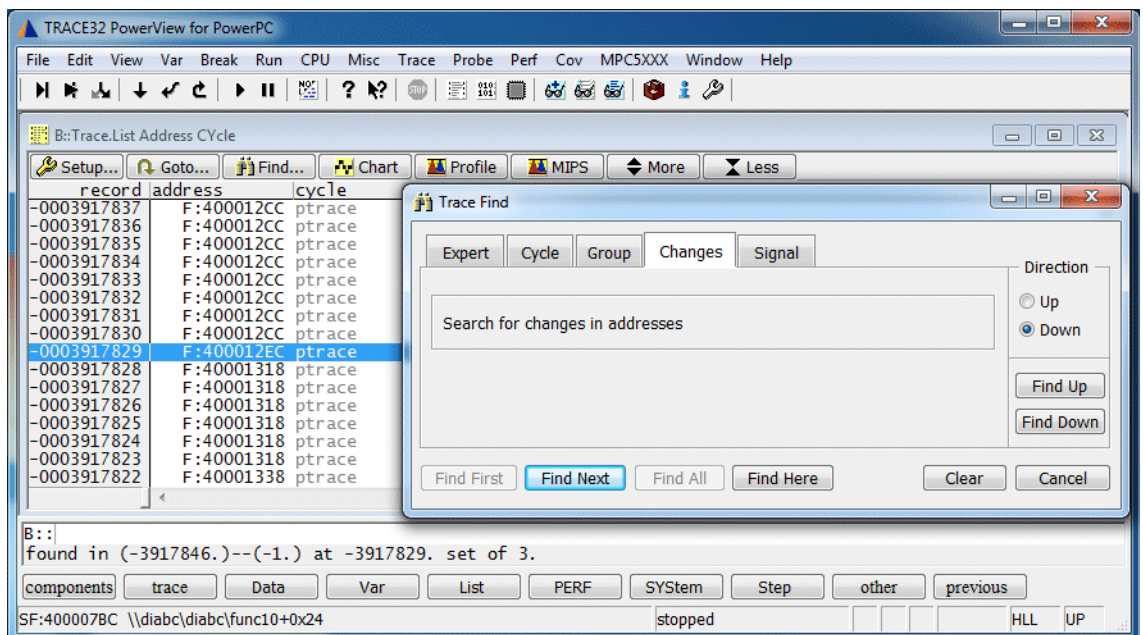 TRACE32 PowerView for PowerPC
File Edit View Var Break Run CPU Misc Trace Probe Perf Cov MPC5XXX Window Help
B::Trace.List Address CYcle
Setup... Goto... Find... Chart Profile MIPS More Less
record address cycle
-0003917837 F:400012CC ptrace
-0003917836 F:400012CC ptrace
-0003917835 F:400012CC ptrace
-0003917834 F:400012CC ptrace
-0003917833 F:400012CC ptrace
-0003917832 F:400012CC ptrace
-0003917831 F:400012CC ptrace
-0003917830 F:400012CC ptrace
-0003917829 F:400012EC ptrace
-0003917828 F:40001318 ptrace
-0003917827 F:40001318 ptrace
-0003917826 F:40001318 ptrace
-0003917825 F:40001318 ptrace
-0003917824 F:40001318 ptrace
-0003917823 F:40001318 ptrace
-0003917822 F:40001338 ptrace
Trace Find
Expert Cycle Group Changes Signal
Search for changes in addresses
Direction
Up
Down
Find Up
Find Down
Find First Find Next Find All Find Here Clear Cancel
B::
found in (-3917846.)--(-1.) at -3917829. set of 3.
components trace Data Var List PERF SYStem Step other previous
SF:400007BC \\diabc\diabc\func10+0x24 stopped HLL UP